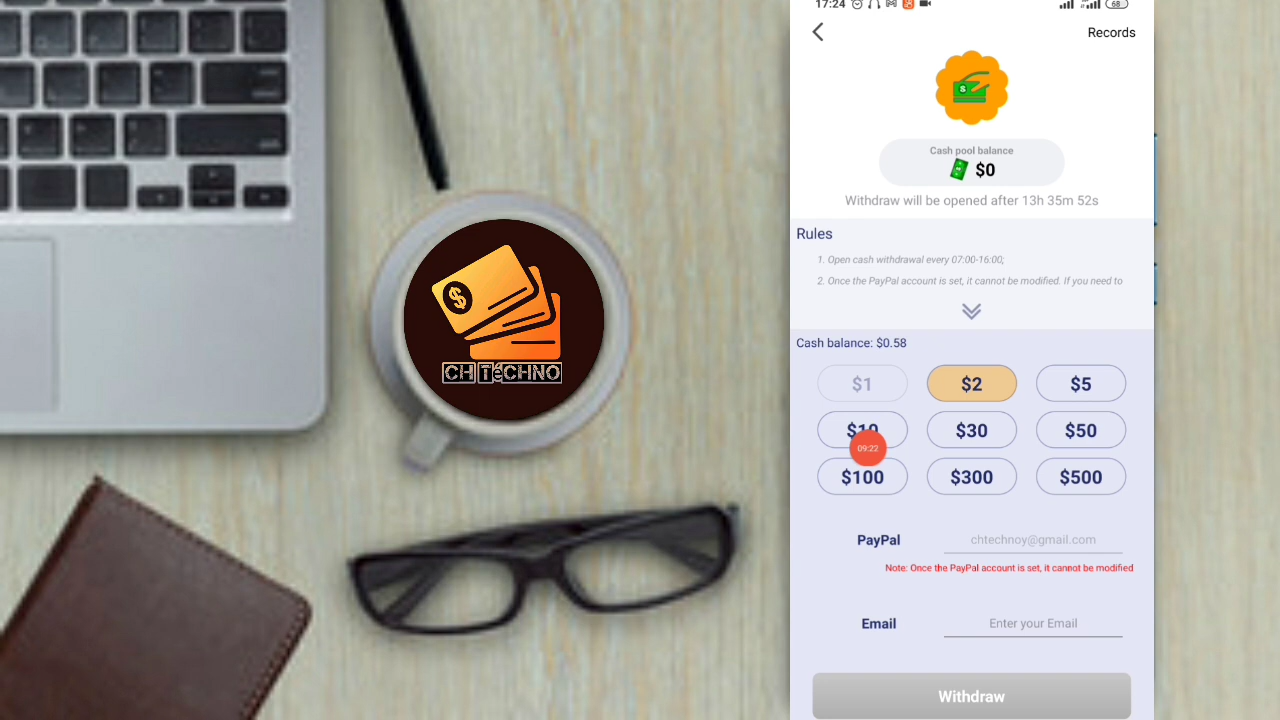 CH TéCHNO
17:24
68
Records
$
Cash pool balance
$0
Withdraw will be opened after 13h 35m 52s
Rules
1. Open cash withdrawal every 07:00-16:00;
2. Once the PayPal account is set, it cannot be modified. If you need to
Cash balance: $0.58
$1 $2 $5
$10 $30 $50
09:22
$100 $300 $500
PayPal chtechnoy@gmail.com
Note: Once the PayPal account is set, it cannot be modified
Email Enter your Email
Withdraw